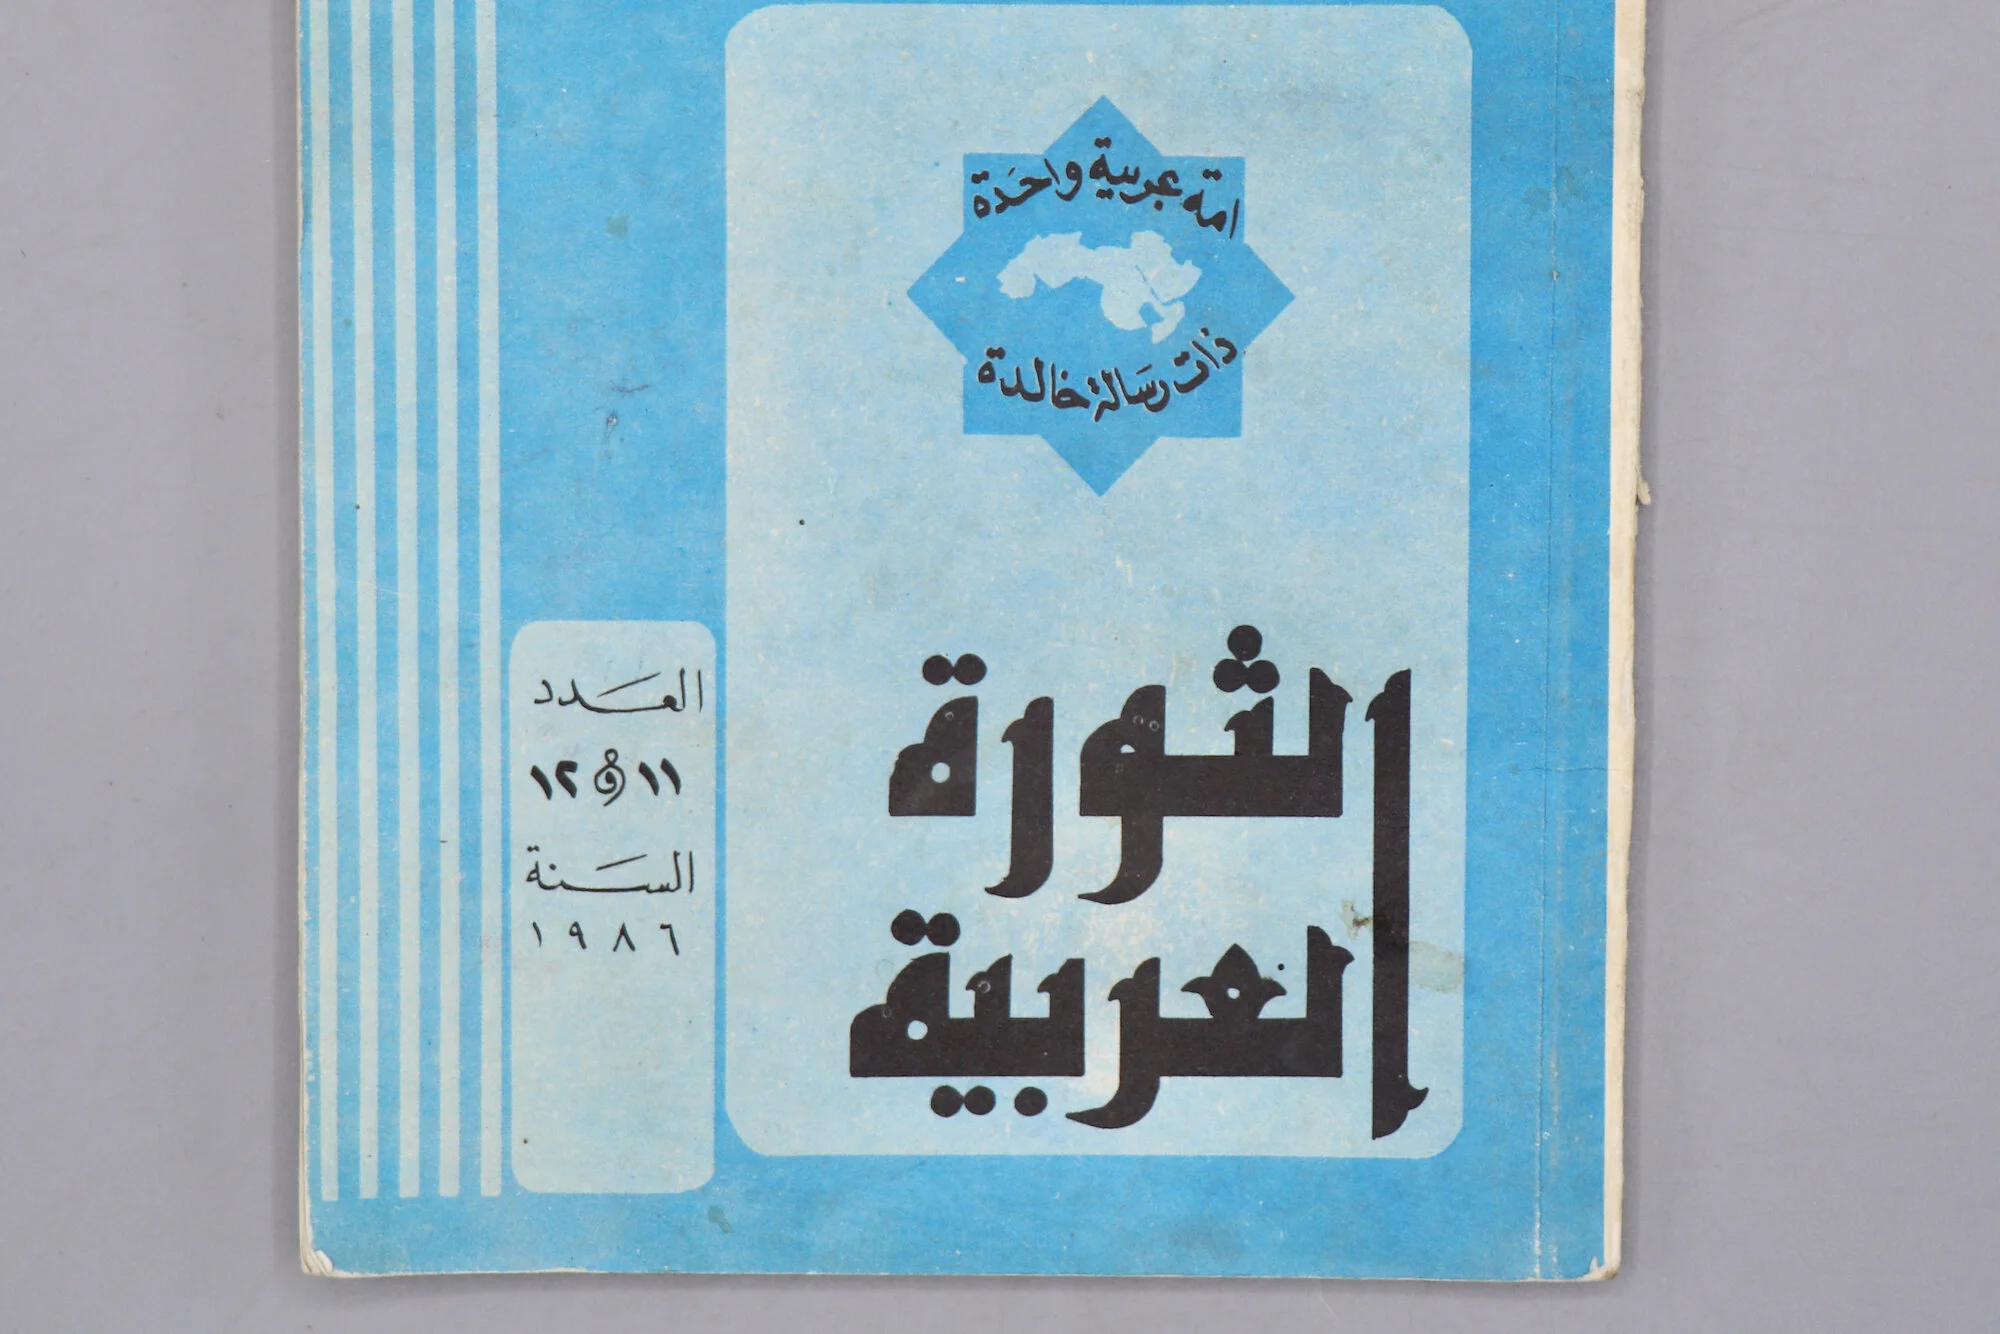 امة عربية واحدة
ذات رسالة خالدة
الثورة
العربية
العدد
١١ و ١٢
السنة
١٩٨٦